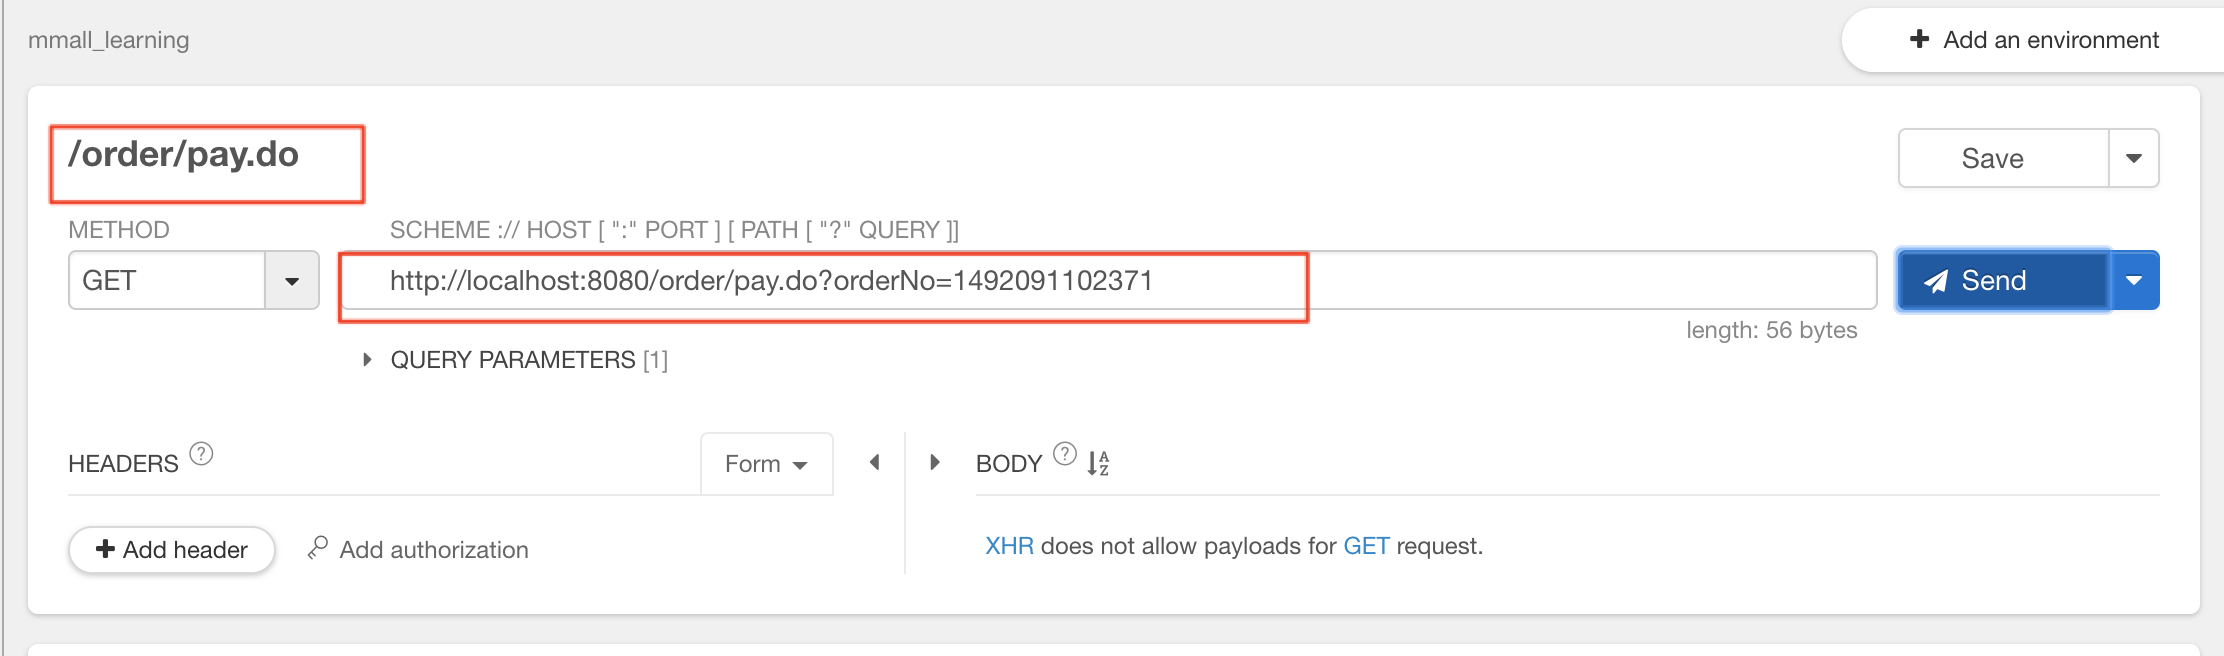 mmall_learning
+ Add an environment
/order/pay.do
Save
METHOD
SCHEME :// HOST [ ":" PORT ] [ PATH [ "?" QUERY ]]
GET
http://localhost:8080/order/pay.do?orderNo=1492091102371
Send
length: 56 bytes
QUERY PARAMETERS [1]
HEADERS ?
Form
BODY ? A Z
+ Add header
Add authorization
XHR does not allow payloads for GET request.